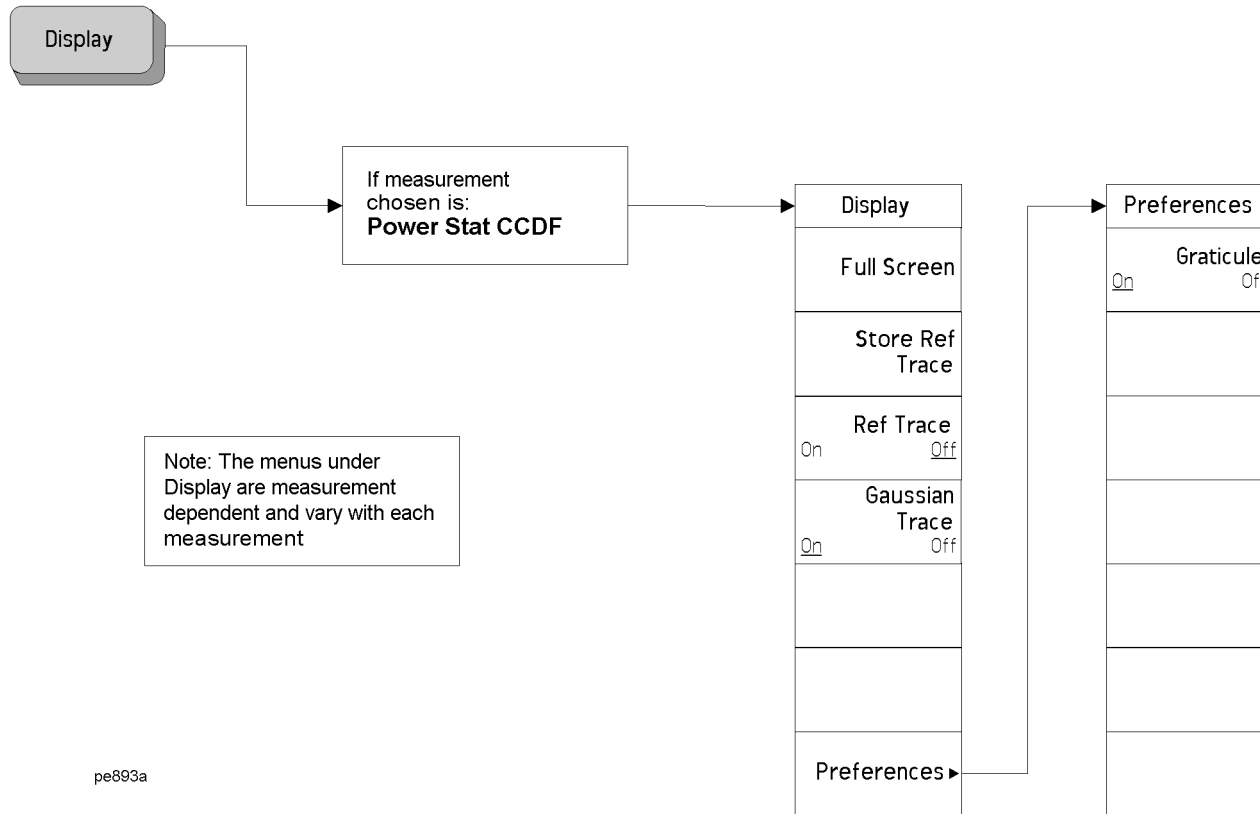 Display
If measurement
chosen is:
Power Stat CCDF
Note: The menus under
Display are measurement
dependent and vary with each
measurement
pe893a
Display
Full Screen
Store Ref
Trace
Ref Trace
On Off
Gaussian
Trace
On Off
Preferences
Preferences
Graticule
On